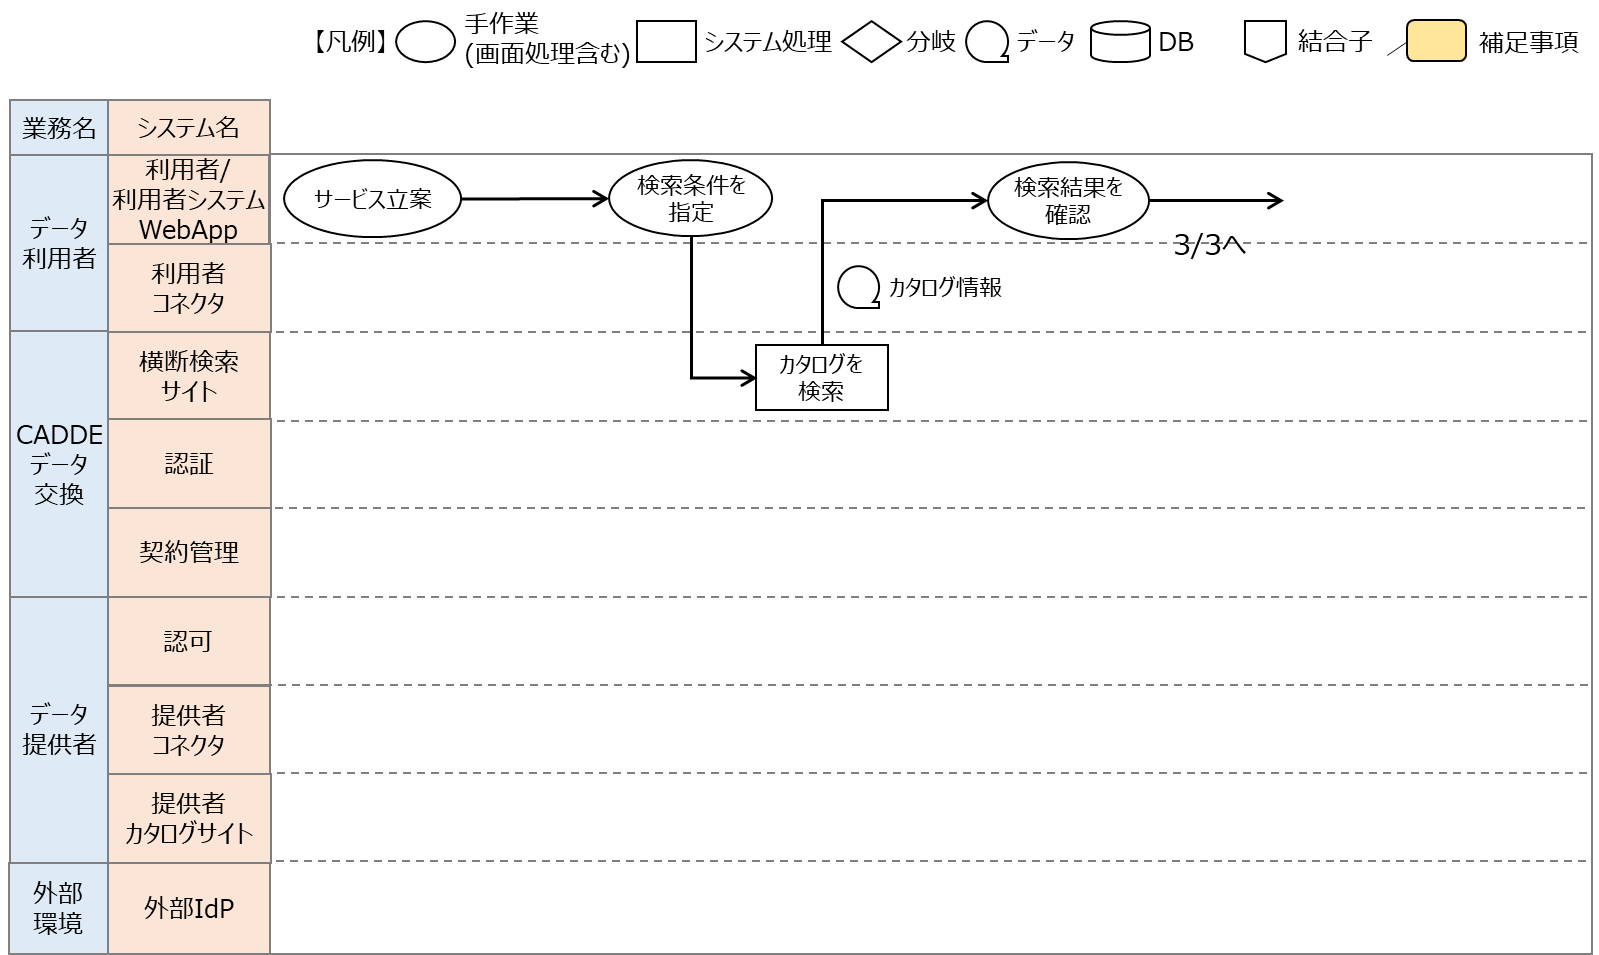 【凡例】
手作業
(画面処理含む)
システム処理
分岐
データ
DB
結合子
補足事項
業務名
システム名
データ
利用者
利用者/
利用者システム
WebApp
サービス立案
検索条件を
指定
検索結果を
確認
3/3へ
利用者
コネクタ
カタログ情報
CADDE
データ
交換
横断検索
サイト
カタログを
検索
認証
契約管理
データ
提供者
認可
提供者
コネクタ
提供者
カタログサイト
外部
環境
外部IdP